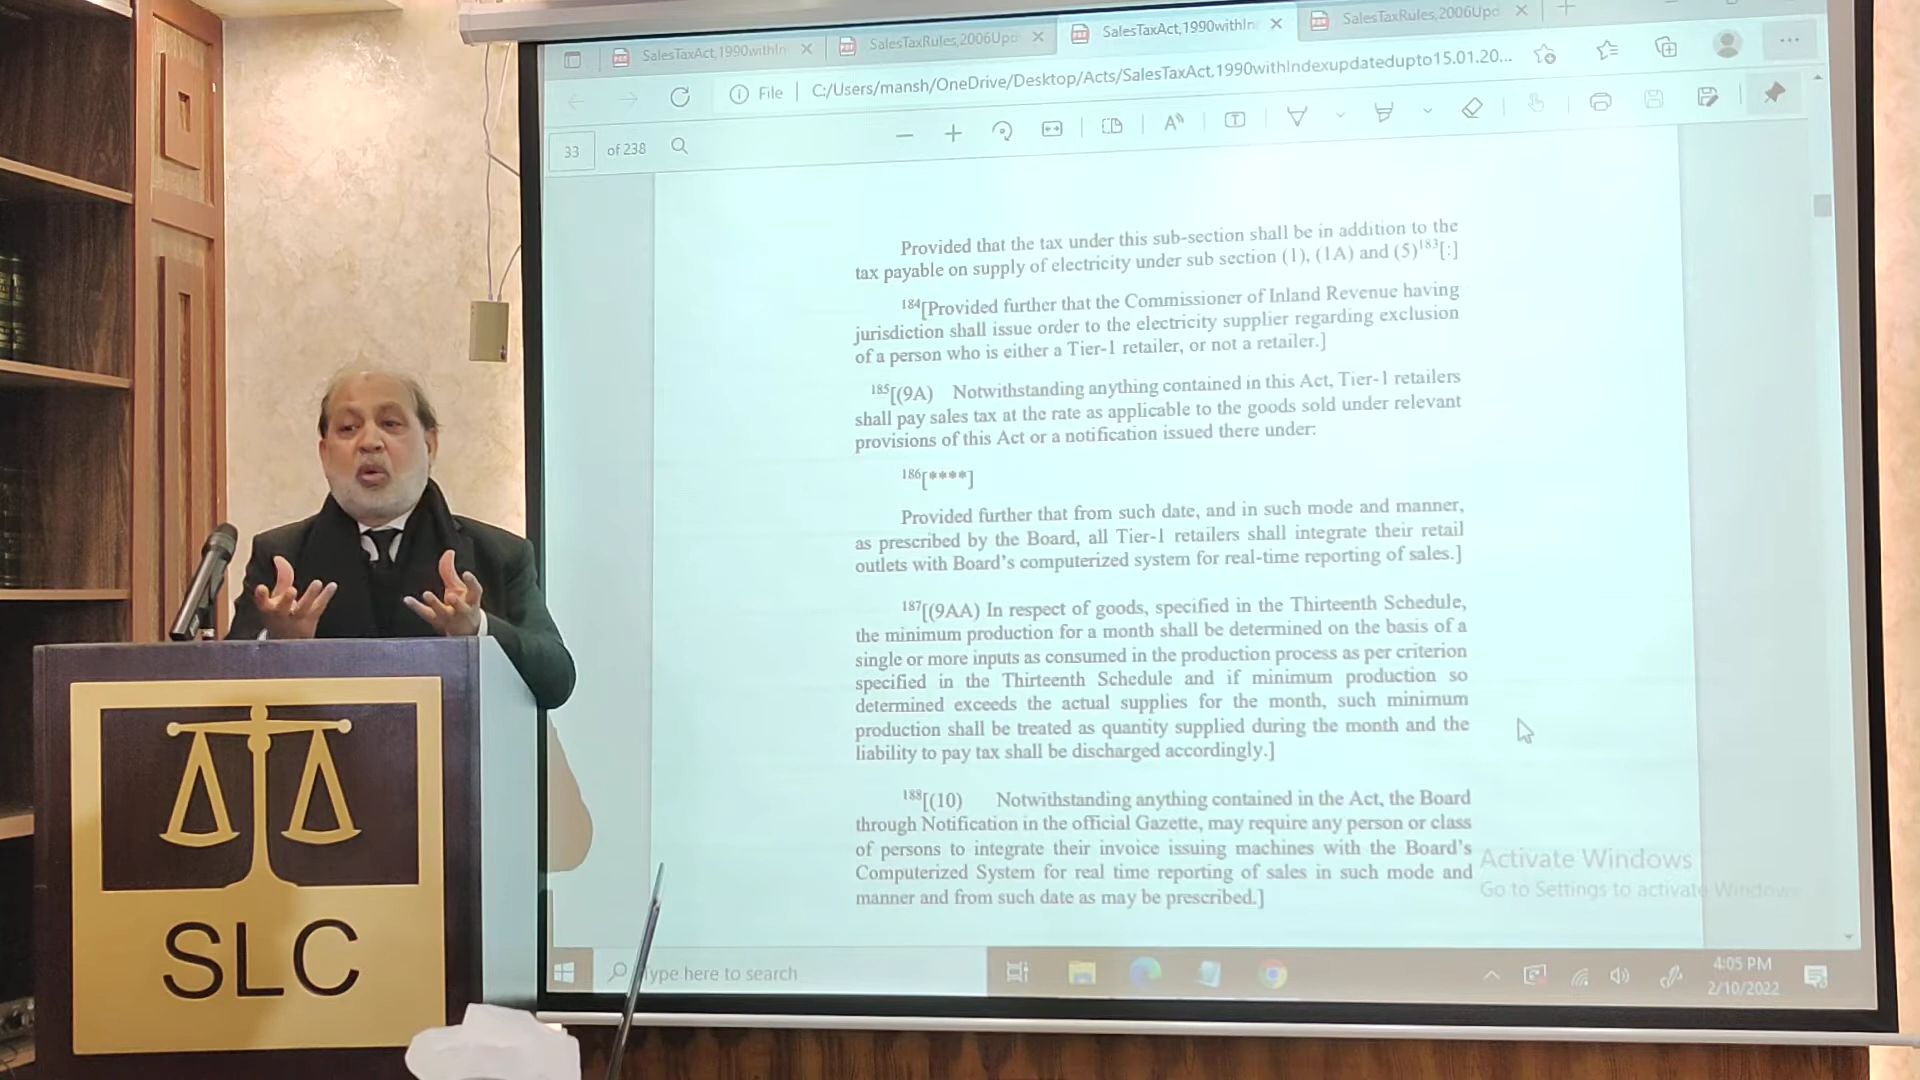 SalesTaxAct,1990withIn
SalesTaxRules,2006Upd
SalesTaxAct,1990withIn
SalesTaxRules,2006Upd
File | C:/Users/mansh/OneDrive/Desktop/Acts/SalesTaxAct,1990withIndexupdatedupto15.01.20...
33 of 238
Provided that the tax under this sub-section shall be in addition to the
tax payable on supply of electricity under sub section (1), (1A) and (5)183[:]
184[Provided further that the Commissioner of Inland Revenue having
jurisdiction shall issue order to the electricity supplier regarding exclusion
of a person who is either a Tier-1 retailer, or not a retailer.]
185[(9A) Notwithstanding anything contained in this Act, Tier-1 retailers
shall pay sales tax at the rate as applicable to the goods sold under relevant
provisions of this Act or a notification issued there under:
186[****]
Provided further that from such date, and in such mode and manner,
as prescribed by the Board, all Tier-1 retailers shall integrate their retail
outlets with Board's computerized system for real-time reporting of sales.]
187[(9AA) In respect of goods, specified in the Thirteenth Schedule,
the minimum production for a month shall be determined on the basis of a
single or more inputs as consumed in the production process as per criterion
specified in the Thirteenth Schedule and if minimum production so
determined exceeds the actual supplies for the month, such minimum
production shall be treated as quantity supplied during the month and the
liability to pay tax shall be discharged accordingly.]
188[(10) Notwithstanding anything contained in the Act, the Board
through Notification in the official Gazette, may require any person or class
of persons to integrate their invoice issuing machines with the Board's
Computerized System for real time reporting of sales in such mode and
manner and from such date as may be prescribed.]
Activate Windows
Go to Settings to activate Windows.
Type here to search
4:05 PM
2/10/2022
SLC